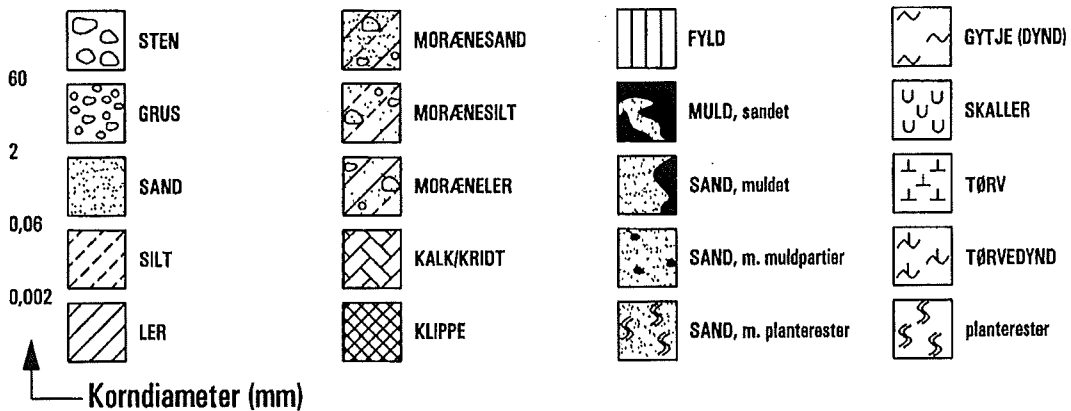 STEN
60
GRUS
2
SAND
0,06
SILT
0,002
LER
Korndiameter (mm)
MORÆNESAND
MORÆNESILT
MORÆNELER
KALK/KRIDT
KLIPPE
FYLD
MULD, sandet
SAND, muldet
SAND, m. muldpartier
SAND, m. planterester
GYTJE (DYND)
SKALLER
TØRV
TØRVEDYND
planterester